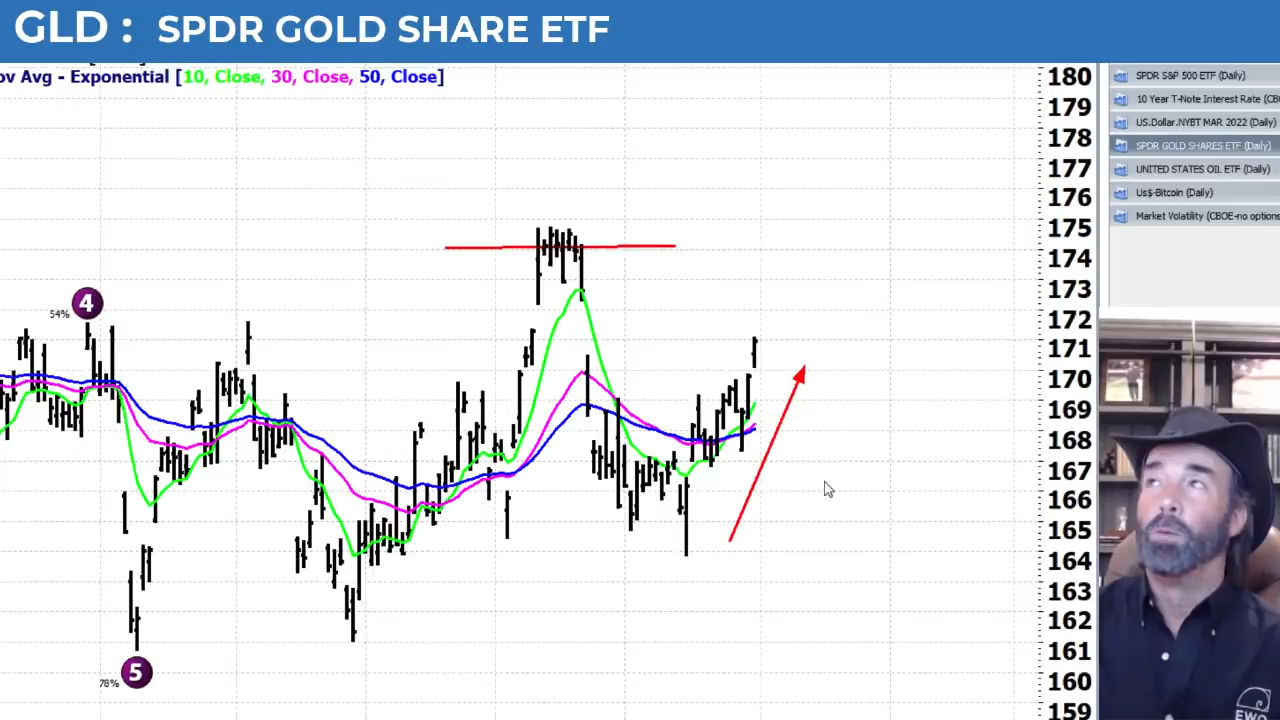 GLD : SPDR GOLD SHARE ETF
ov Avg - Exponential [10, Close, 30, Close, 50, Close]
180
179
178
177
176
175
174
173
172
171
170
169
168
167
166
165
164
163
162
161
160
159
4
54%
5
78%
SPDR S&P 500 ETF (Daily)
10 Year T-Note Interest Rate (CB
US.Dollar.NYBT MAR 2022 (Daily)
SPDR GOLD SHARES ETF (Daily)
UNITED STATES OIL ETF (Daily)
Us$-Bitcoin (Daily)
Market Volatility (CBOE-no options
EWG